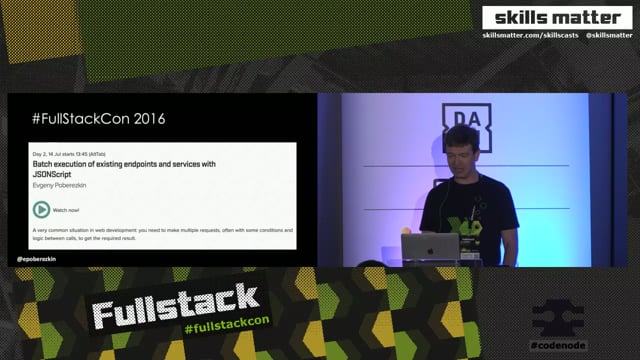 skills matter
skillsmatter.com/skillscasts @skillsmatter
#FullStackCon 2016
Day 2, 14 Jul starts 13:45 (AltTab)
Batch execution of existing endpoints and services with
JSONScript
Evgeny Poberezkin
Watch now!
A very common situation in web development: you need to make multiple requests, often with some conditions and
logic between calls, to get the required result.
@epoberezkin
DA
Fullstack
#fullstackcon
#codenode